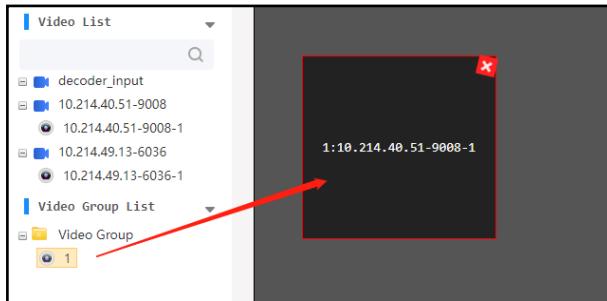 Video List
decoder_input
10.214.40.51-9008
10.214.40.51-9008-1
10.214.49.13-6036
10.214.49.13-6036-1
Video Group List
Video Group
1
1:10.214.40.51-9008-1